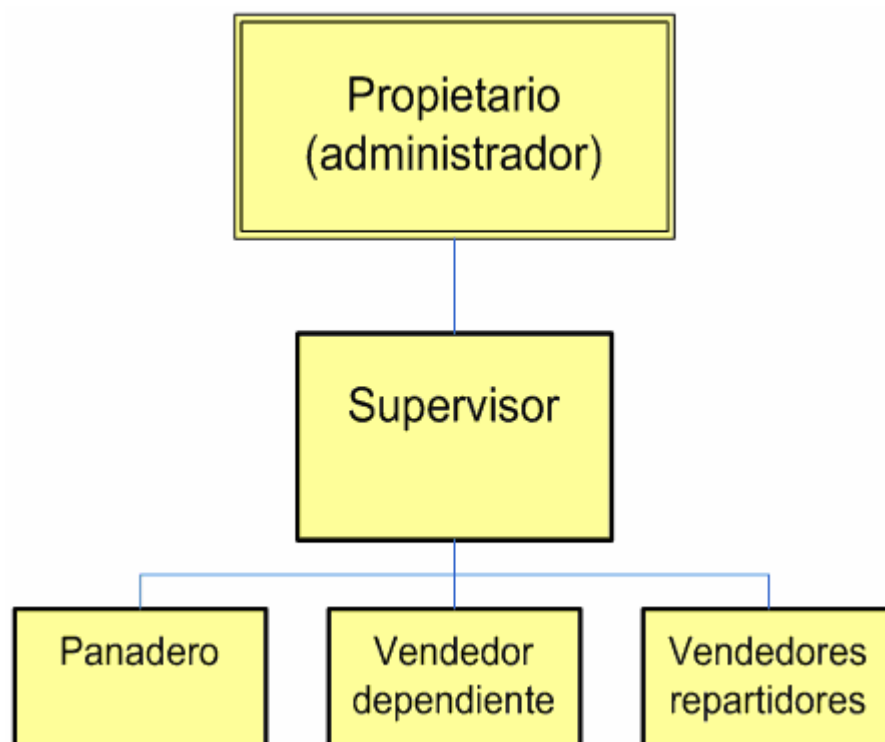 Propietario
(administrador)
Supervisor
Panadero
Vendedor
dependiente
Vendedores
repartidores